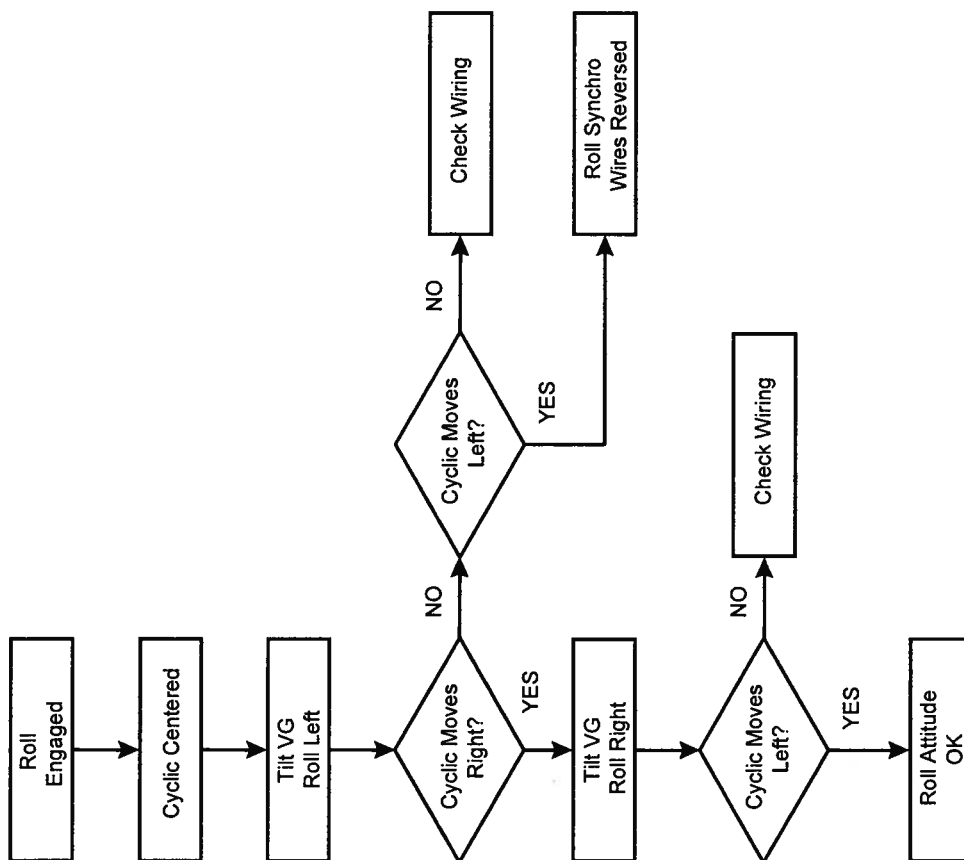 Roll
Engaged
Cyclic Centered
Tilt VG
Roll Left
Cyclic Moves
Right?
NO
Cyclic Moves
Left?
NO
Check Wiring
YES
Roll Synchro
Wires Reversed
YES
Tilt VG
Roll Right
Cyclic Moves
Left?
NO
Check Wiring
YES
Roll Attitude
OK